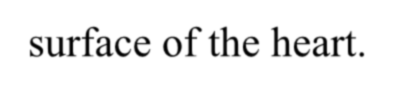 surface of the heart.